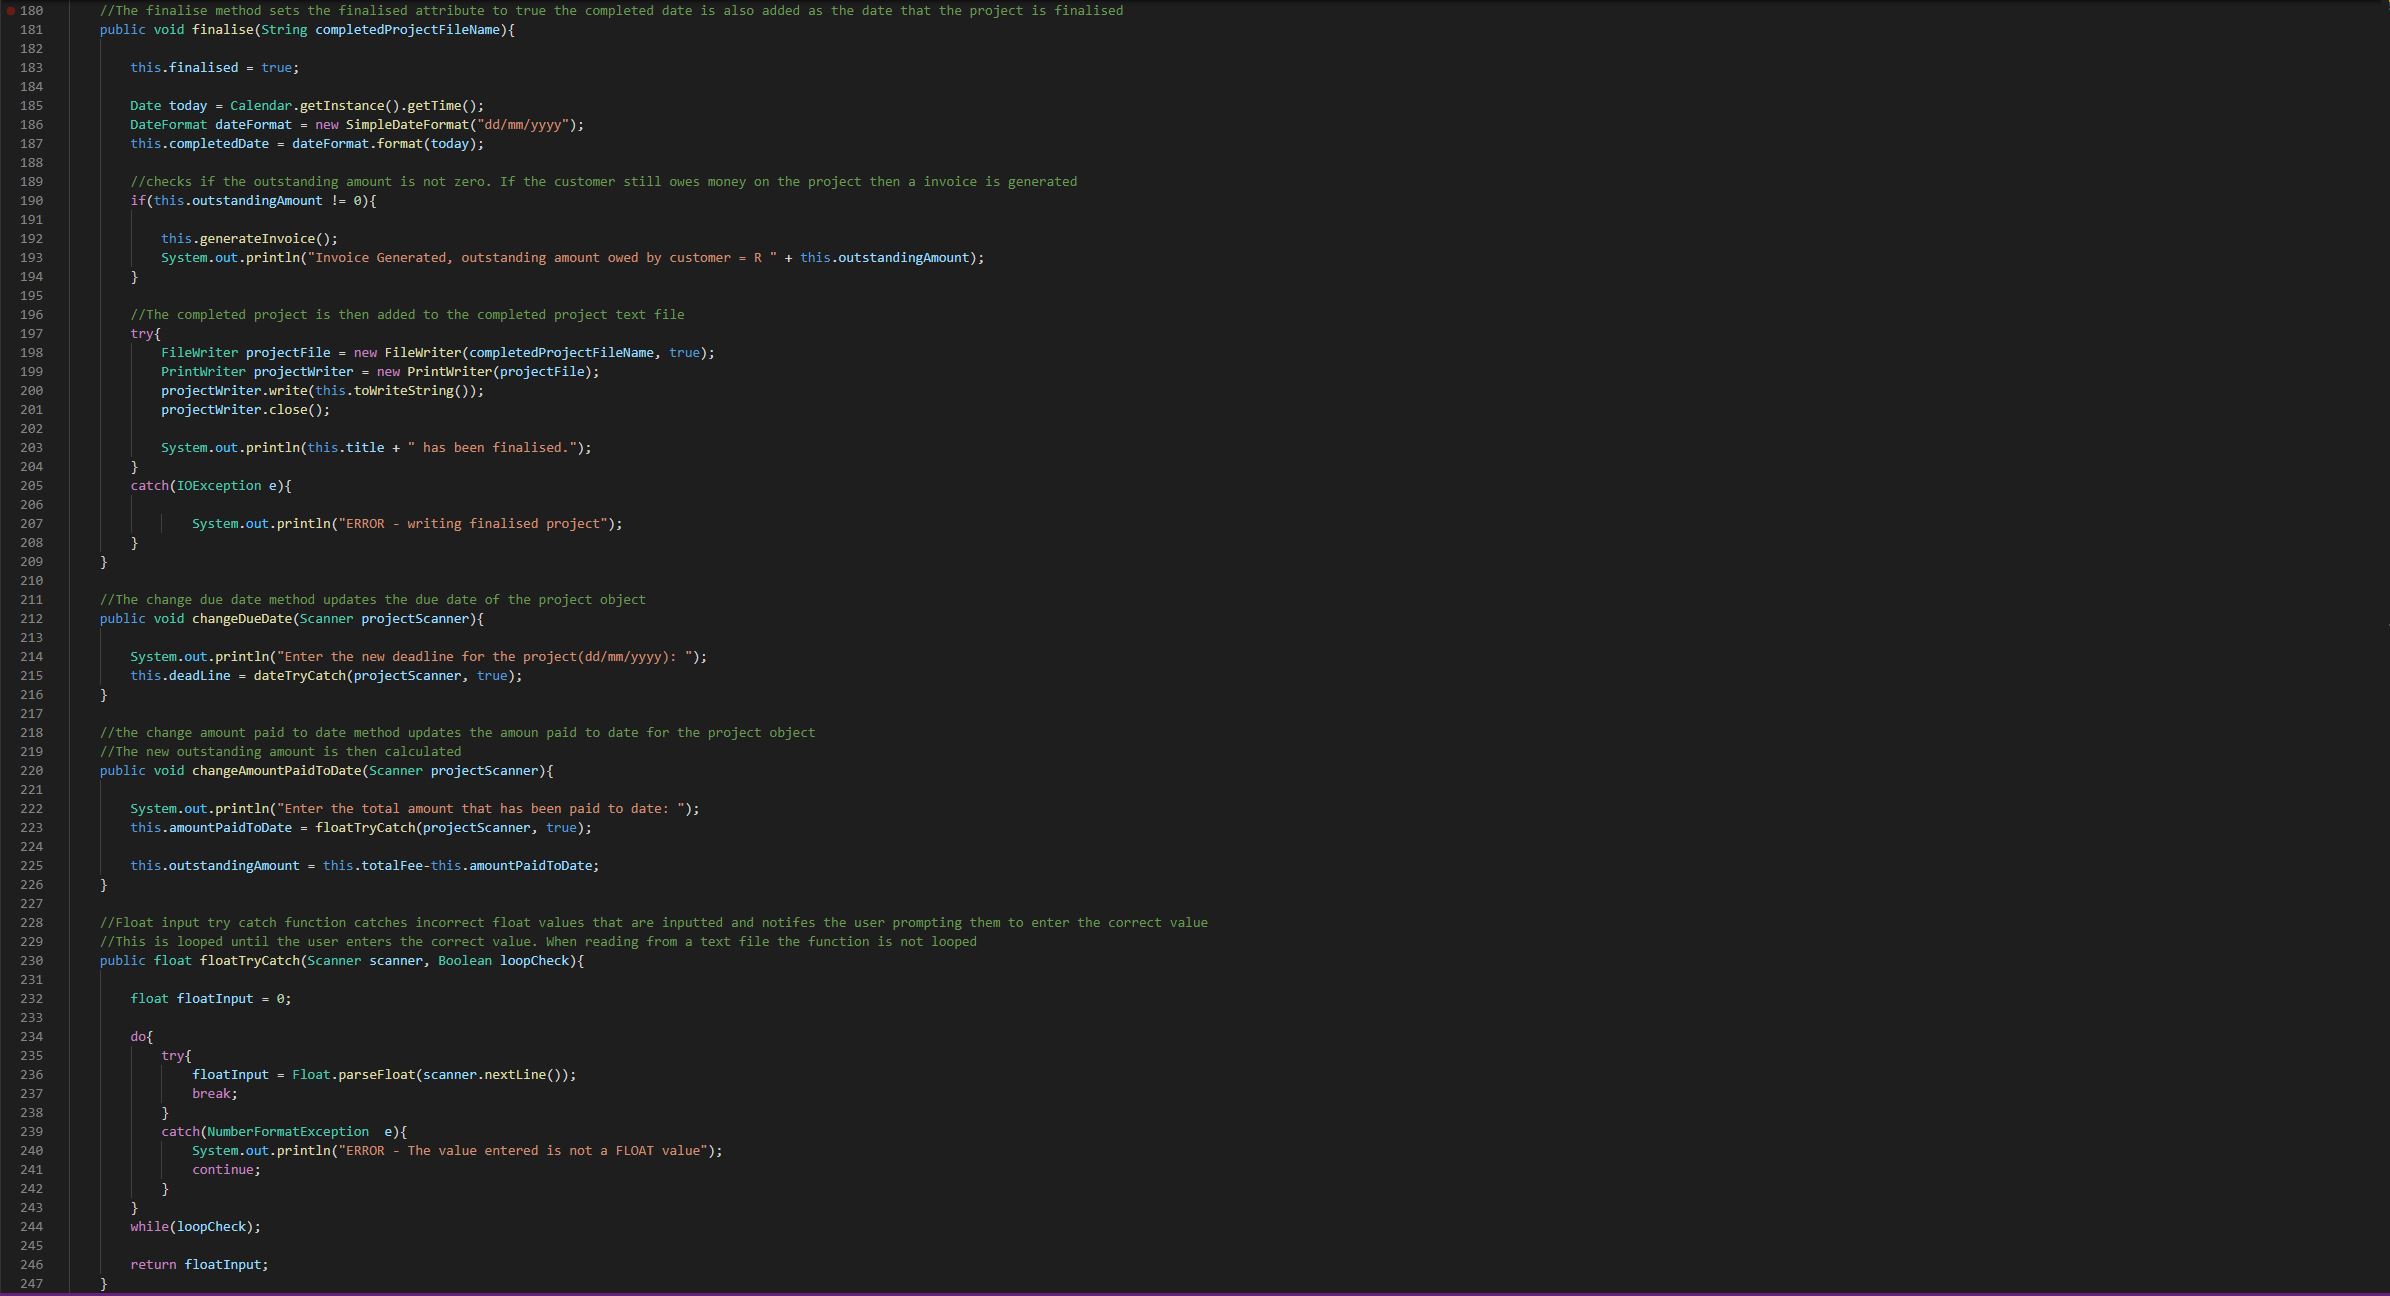 180 //The finalise method sets the finalised attribute to true the completed date is also added as the date that the project is finalised
181 public void finalise(String completedProjectFileName){
182
183 this.finalised = true;
184
185 Date today = Calendar.getInstance().getTime();
186 DateFormat dateFormat = new SimpleDateFormat("dd/mm/yyyy");
187 this.completedDate = dateFormat.format(today);
188
189 //checks if the outstanding amount is not zero. If the customer still owes money on the project then a invoice is generated
190 if(this.outstandingAmount != 0){
191
192 this.generateInvoice();
193 System.out.println("Invoice Generated, outstanding amount owed by customer = R " + this.outstandingAmount);
194 }
195
196 //The completed project is then added to the completed project text file
197 try{
198 FileWriter projectFile = new FileWriter(completedProjectFileName, true);
199 PrintWriter projectWriter = new PrintWriter(projectFile);
200 projectWriter.write(this.toWriteString());
201 projectWriter.close();
202
203 System.out.println(this.title + " has been finalised.");
204 }
205 catch(IOException e){
206
207 System.out.println("ERROR - writing finalised project");
208 }
209 }
210
211 //The change due date method updates the due date of the project object
212 public void changeDueDate(Scanner projectScanner){
213
214 System.out.println("Enter the new deadline for the project(dd/mm/yyyy): ");
215 this.deadLine = dateTryCatch(projectScanner, true);
216 }
217
218 //the change amount paid to date method updates the amoun paid to date for the project object
219 //The new outstanding amount is then calculated
220 public void changeAmountPaidToDate(Scanner projectScanner){
221
222 System.out.println("Enter the total amount that has been paid to date: ");
223 this.amountPaidToDate = floatTryCatch(projectScanner, true);
224
225 this.outstandingAmount = this.totalFee-this.amountPaidToDate;
226 }
227
228 //Float input try catch function catches incorrect float values that are inputted and notifes the user prompting them to enter the correct value
229 //This is looped until the user enters the correct value. When reading from a text file the function is not looped
230 public float floatTryCatch(Scanner scanner, Boolean loopCheck){
231
232 float floatInput = 0;
233
234 do{
235 try{
236 floatInput = Float.parseFloat(scanner.nextLine());
237 break;
238 }
239 catch(NumberFormatException  e){
240 System.out.println("ERROR - The value entered is not a FLOAT value");
241 continue;
242 }
243 }
244 while(loopCheck);
245
246 return floatInput;
247 }